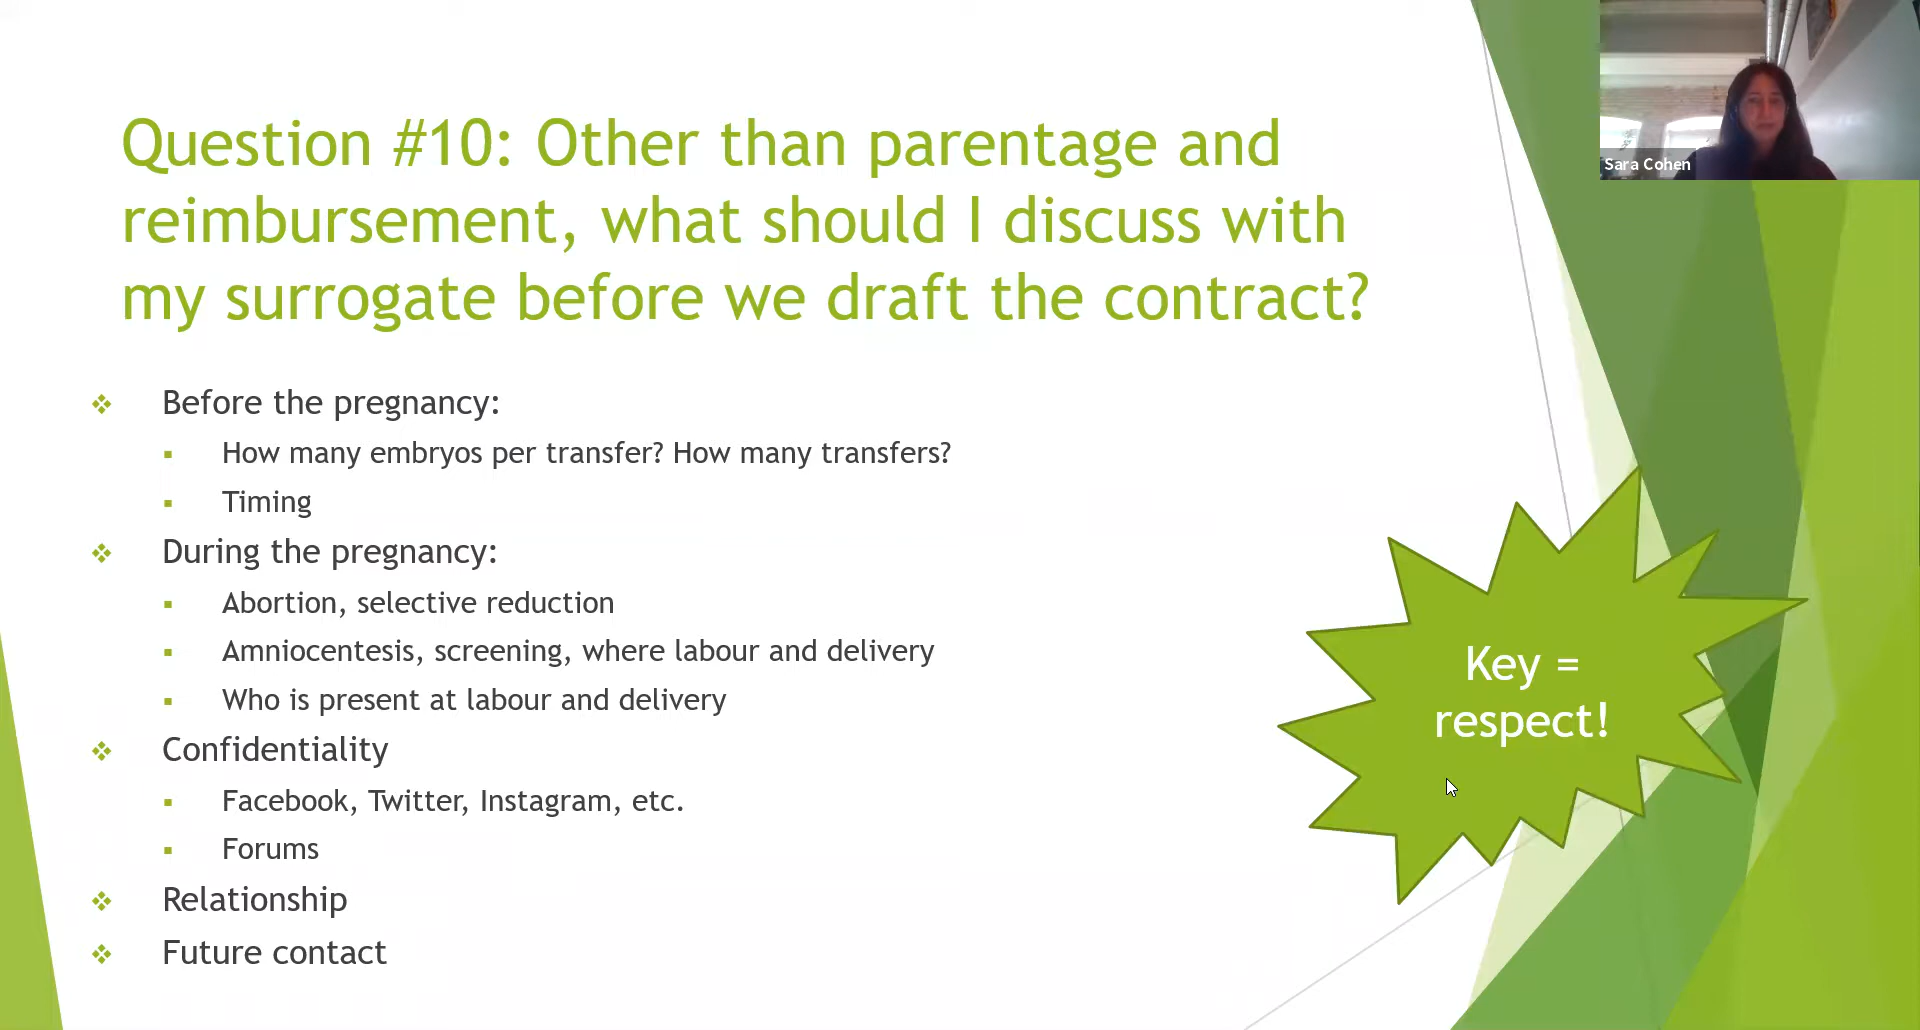 Question #10: Other than parentage and
reimbursement, what should I discuss with
my surrogate before we draft the contract?
Before the pregnancy:
How many embryos per transfer? How many transfers?
Timing
During the pregnancy:
Abortion, selective reduction
Amniocentesis, screening, where labour and delivery
Who is present at labour and delivery
Confidentiality
Facebook, Twitter, Instagram, etc.
Forums
Relationship
Future contact
Key =
respect!
Sara Cohen